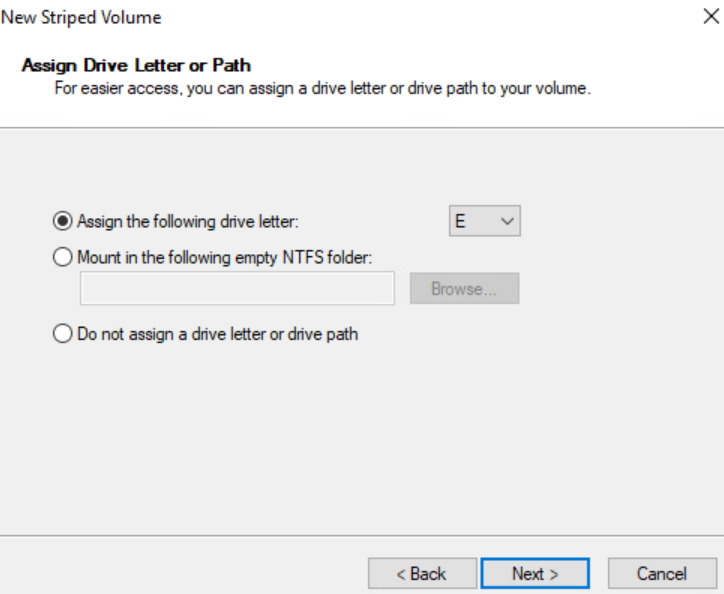 New Striped Volume
Assign Drive Letter or Path
For easier access, you can assign a drive letter or drive path to your volume.
Assign the following drive letter: E
Mount in the following empty NTFS folder:
Browse...
Do not assign a drive letter or drive path
< Back Next > Cancel